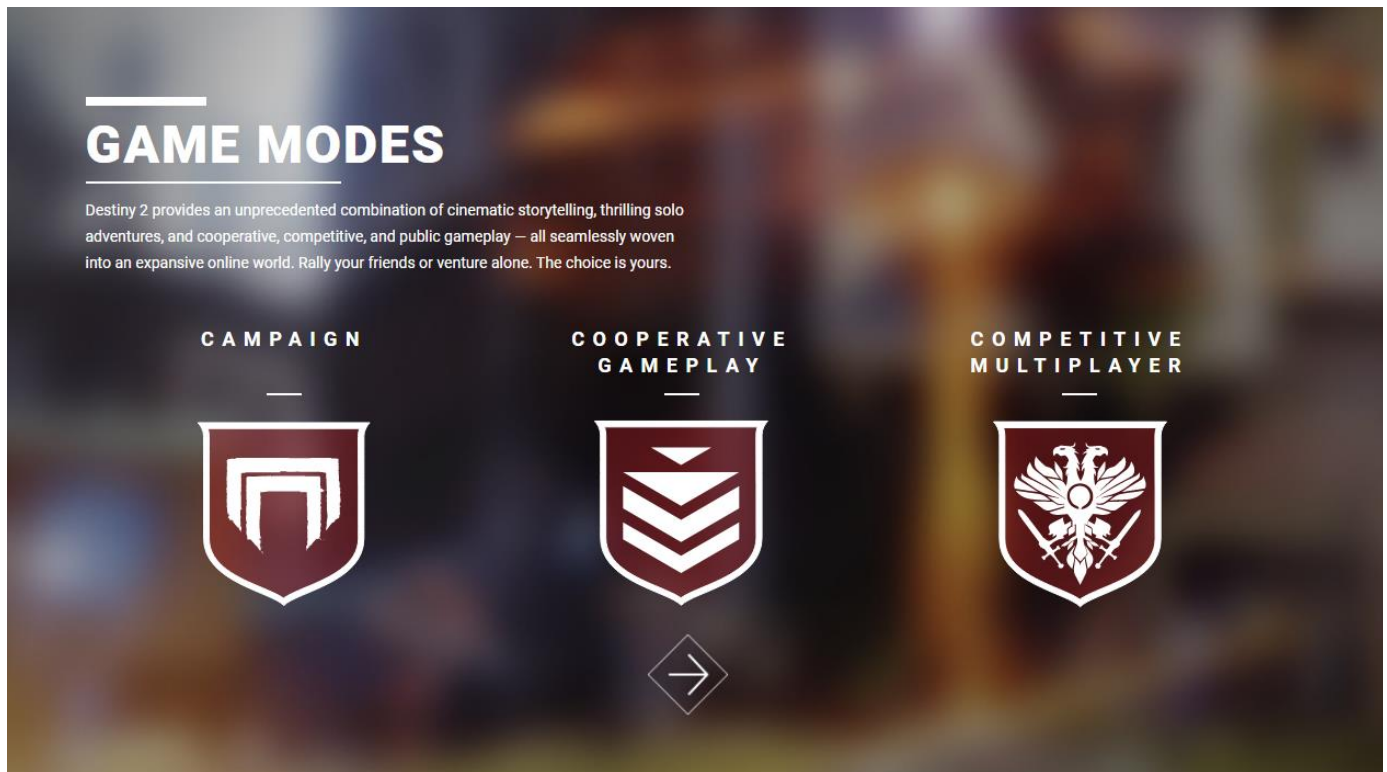 GAME MODES
Destiny 2 provides an unprecedented combination of cinematic storytelling, thrilling solo
adventures, and cooperative, competitive, and public gameplay — all seamlessly woven
into an expansive online world. Rally your friends or venture alone. The choice is yours.
CAMPAIGN
COOPERATIVE
GAMEPLAY
COMPETITIVE
MULTIPLAYER